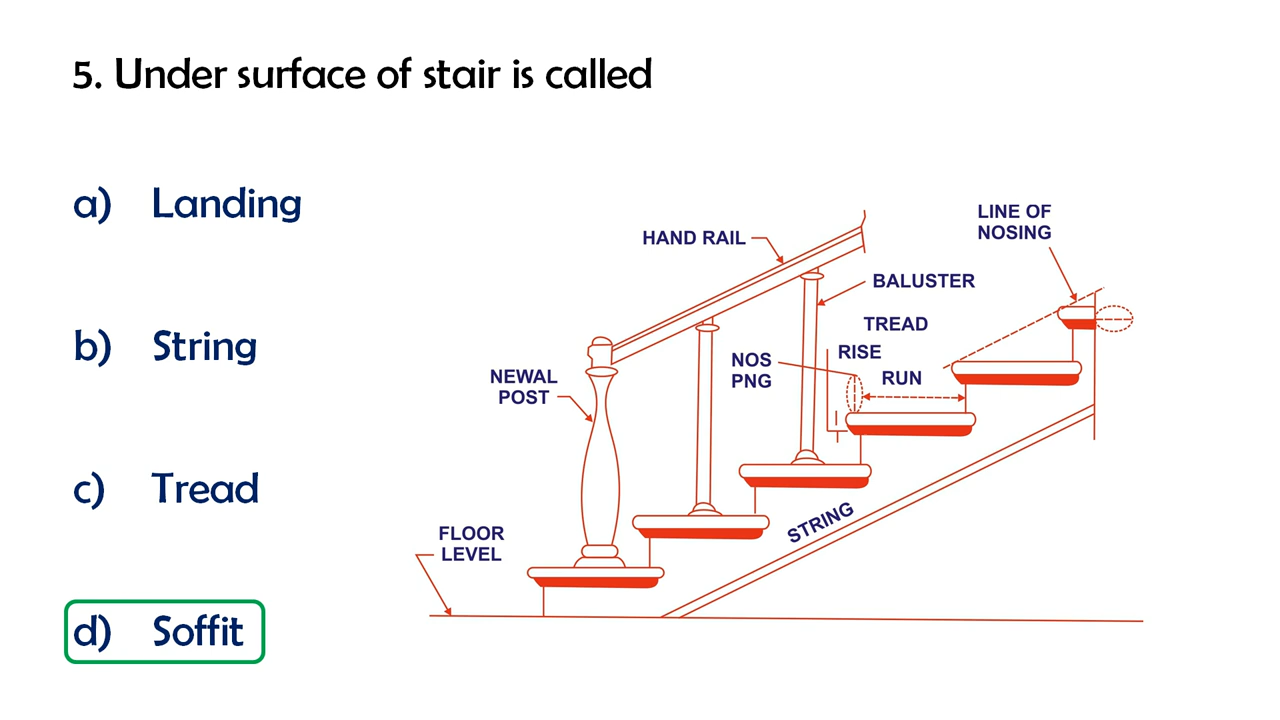 5. Under surface of stair is called
a) Landing
b) String
c) Tread
d) Soffit
LINE OF
NOSING
HAND RAIL
BALUSTER
TREAD
RISE
NOS
PNG
RUN
NEWAL
POST
STRING
FLOOR
LEVEL